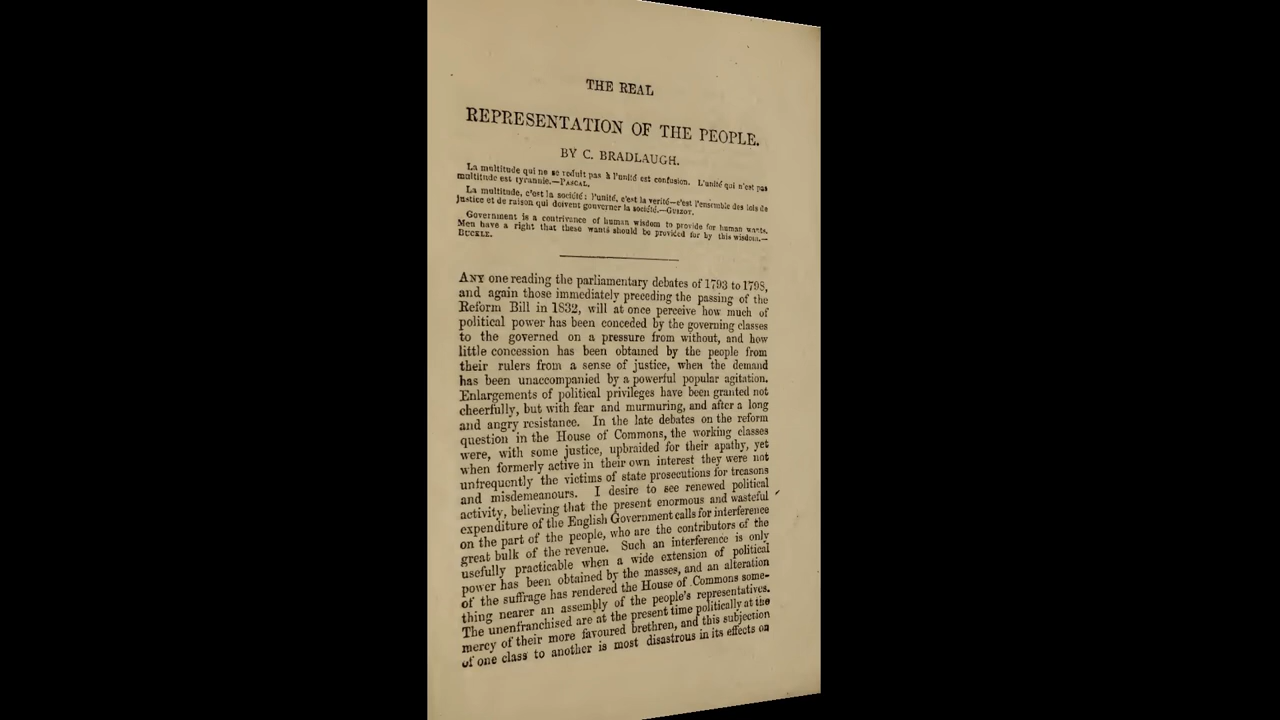 THE REAL
REPRESENTATION OF THE PEOPLE.
BY C. BRADLAUGH.
La multitude qui ne se réduit pas à l'unité est confusion. L'unité qui n'est pas
multitude est tyrannie.—PASCAL.
La multitude, c'est la société; l'unité, c'est la verité—c'est l'ensemble des lois de
justice et de raison qui doivent gouverner la société.—GUIZOT.
Government is a contrivance of human wisdom to provide for human wants.
Men have a right that these wants should be provided for by this wisdom.—
BUCKLE.
ANY one reading the parliamentary debates of 1793 to 1798,
and again those immediately preceding the passing of the
Reform Bill in 1832, will at once perceive how much of
political power has been conceded by the governing classes
to the governed on a pressure from without, and how
little concession has been obtained by the people from
their rulers from a sense of justice, when the demand
has been unaccompanied by a powerful popular agitation.
Enlargements of political privileges have been granted not
cheerfully, but with fear and murmuring, and after a long
and angry resistance. In the late debates on the reform
question in the House of Commons, the working classes
were, with some justice, upbraided for their apathy, yet
when formerly active in their own interest they were not
unfrequently the victims of state prosecutions for treasons
and misdemeanours. I desire to see renewed political
activity, believing that the present enormous and wasteful
expenditure of the English Government calls for interference
on the part of the people, who are the contributors of the
great bulk of the revenue. Such an interference is only
usefully practicable when a wide extension of political
power has been obtained by the masses, and an alteration
of the suffrage has rendered the House of Commons some-
thing nearer an assembly of the people's representatives.
The unenfranchised are at the present time politically at the
mercy of their more favoured brethren, and this subjection
of one class to another is most disastrous in its effects on